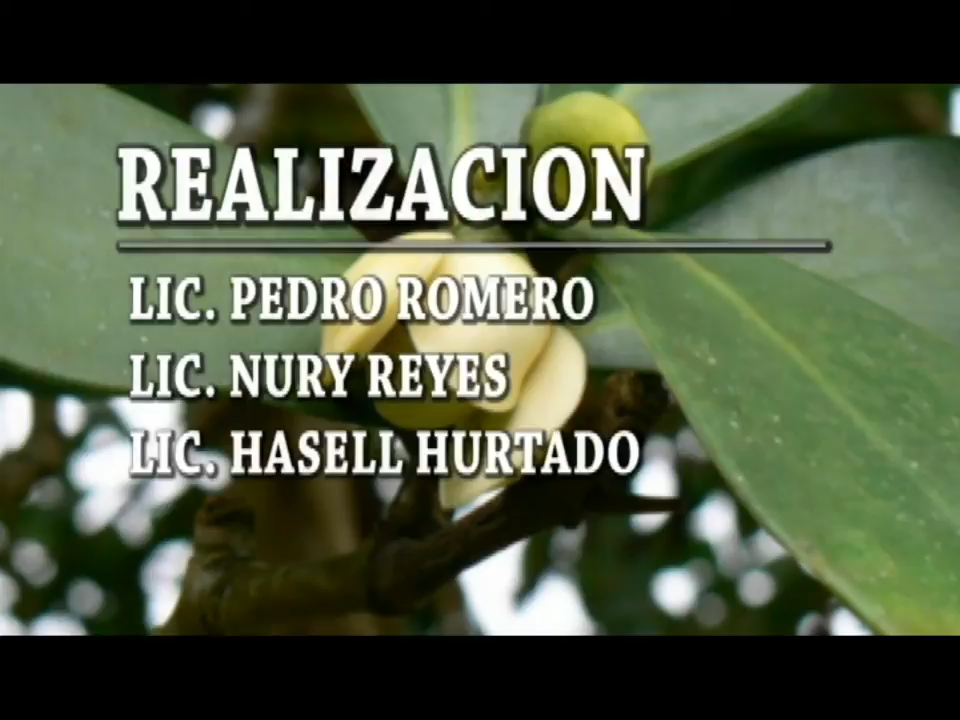 REALIZACION
LIC. PEDRO ROMERO
LIC. NURY REYES
LIC. HASELL HURTADO